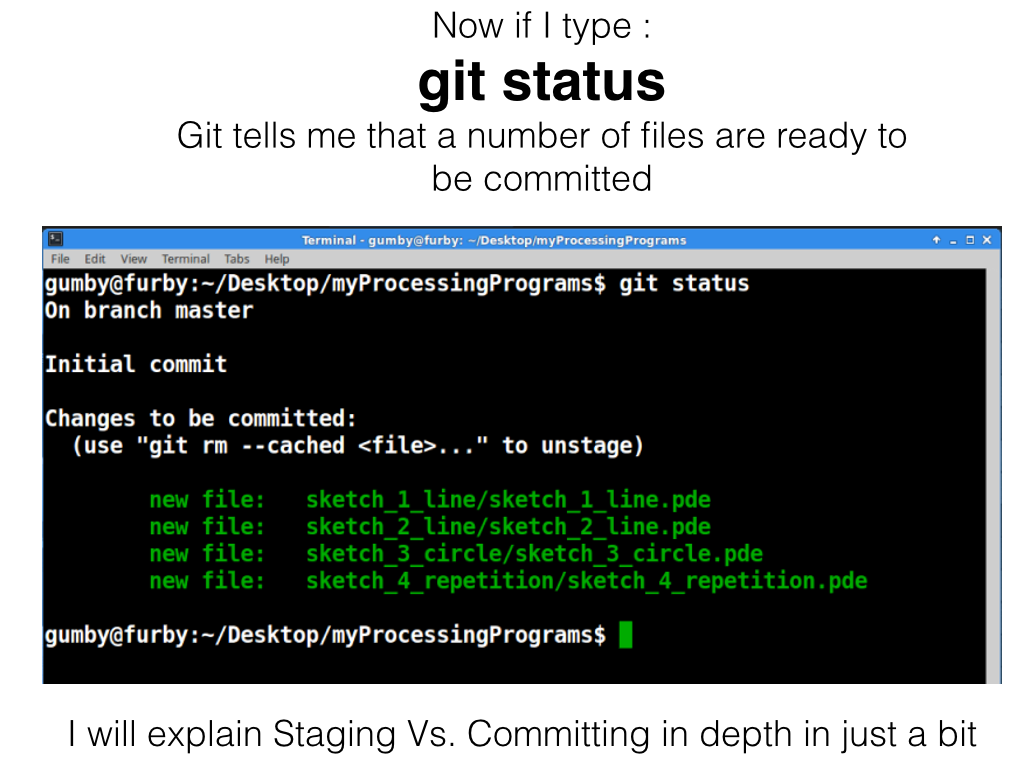 Now if I type :
git status
Git tells me that a number of files are ready to
be committed
Terminal - gumby@furby: ~/Desktop/myProcessingPrograms
File Edit View Terminal Tabs Help
gumby@furby:~/Desktop/myProcessingPrograms$ git status
On branch master
Initial commit
Changes to be committed:
(use "git rm --cached <file>..." to unstage)
new file: sketch_1_line/sketch_1_line.pde
new file: sketch_2_line/sketch_2_line.pde
new file: sketch_3_circle/sketch_3_circle.pde
new file: sketch_4_repetition/sketch_4_repetition.pde
gumby@furby:~/Desktop/myProcessingPrograms$
I will explain Staging Vs. Committing in depth in just a bit